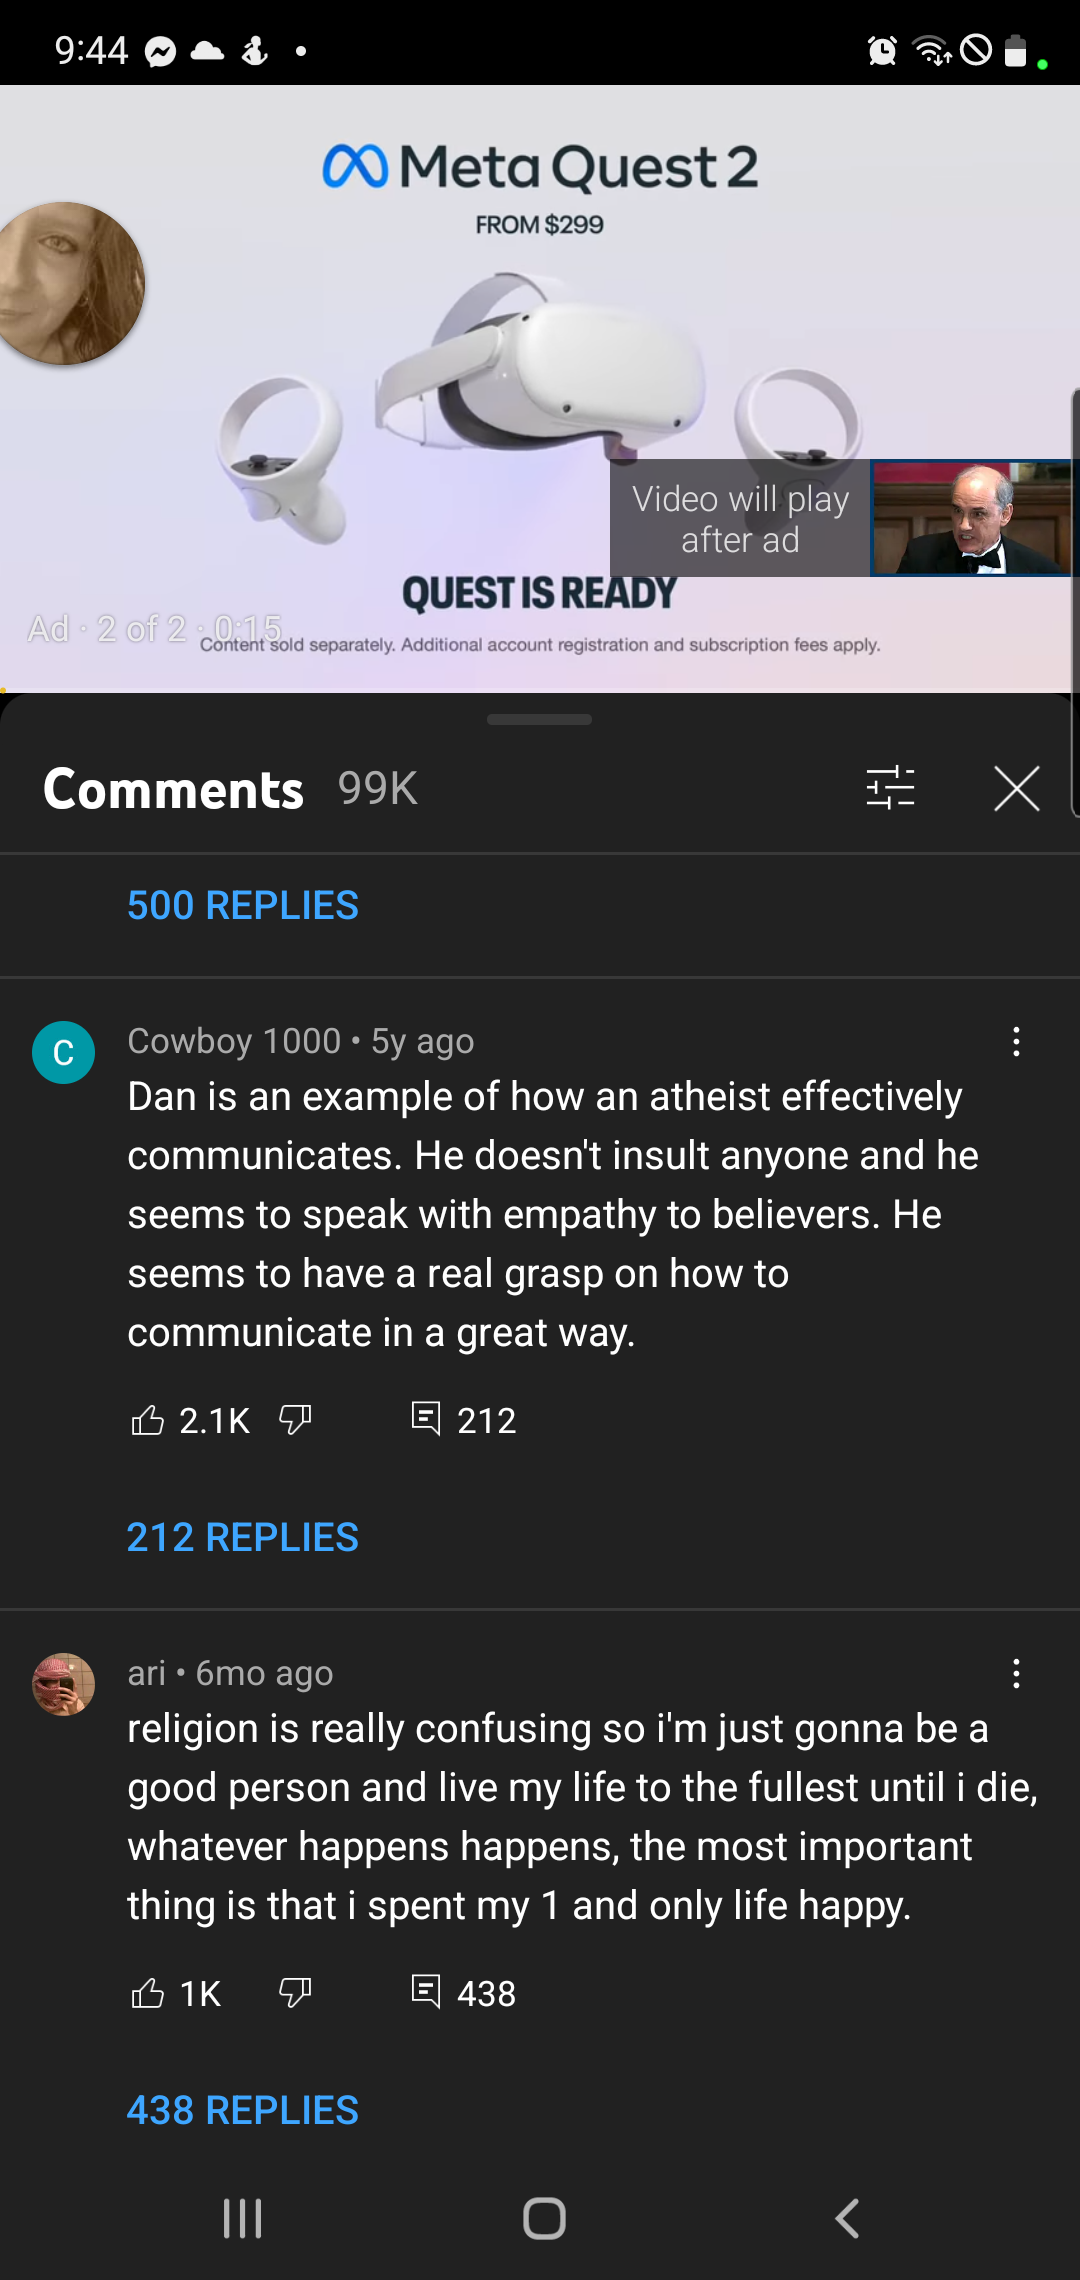 9:44
Meta Quest 2
FROM $299
Video will play
after ad
QUEST IS READY
Ad · 2 of 2 · 0:15
Content sold separately. Additional account registration and subscription fees apply.
Comments 99K
500 REPLIES
C
Cowboy 1000 • 5y ago
Dan is an example of how an atheist effectively
communicates. He doesn't insult anyone and he
seems to speak with empathy to believers. He
seems to have a real grasp on how to
communicate in a great way.
2.1K 212
212 REPLIES
ari • 6mo ago
religion is really confusing so i'm just gonna be a
good person and live my life to the fullest until i die,
whatever happens happens, the most important
thing is that i spent my 1 and only life happy.
1K 438
438 REPLIES